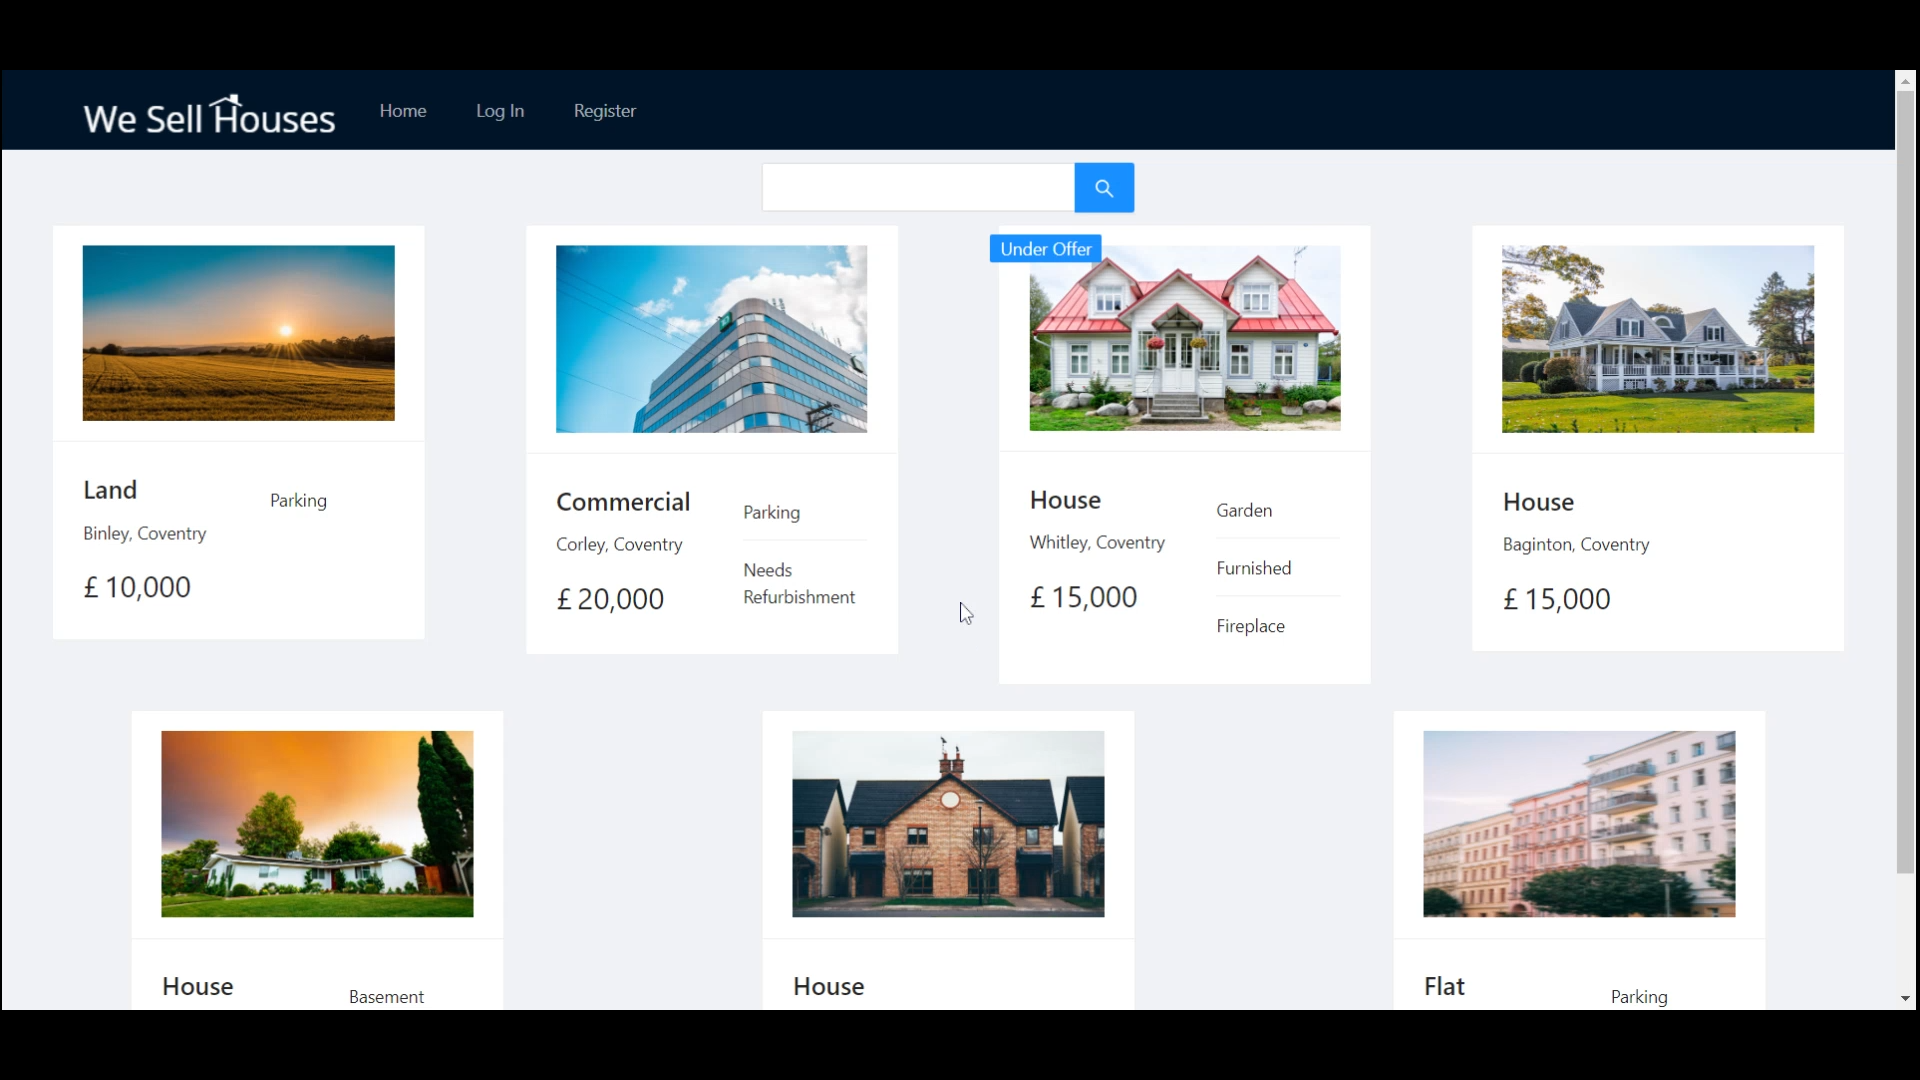 We Sell Houses
Home
Log In
Register
Under Offer
Land
Binley, Coventry
£ 10,000
Parking
Commercial
Corley, Coventry
£ 20,000
Parking
Needs
Refurbishment
House
Whitley, Coventry
£ 15,000
Garden
Furnished
Fireplace
House
Baginton, Coventry
£ 15,000
House
Basement
House
Flat
Parking